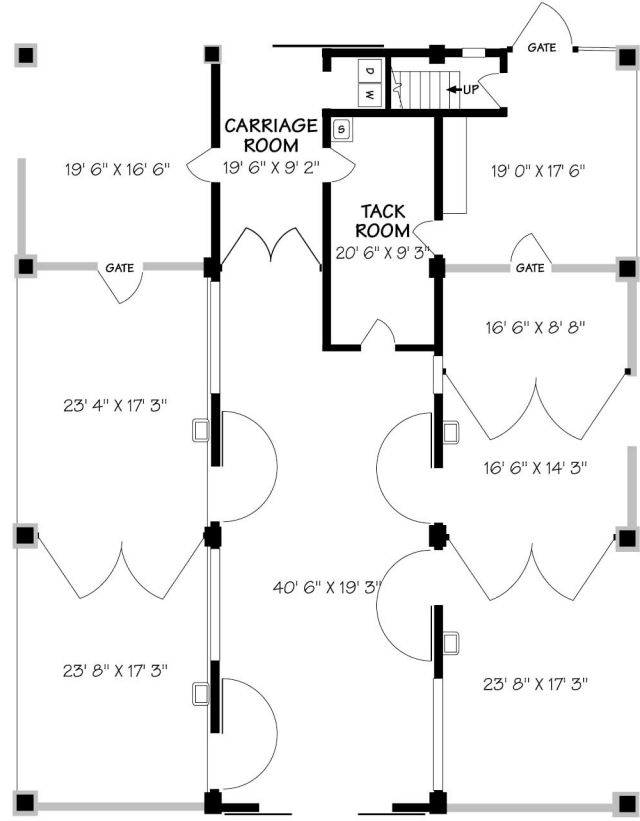 GATE
D
W
UP
S
CARRIAGE
ROOM
19' 6" X 9' 2"
19' 6" X 16' 6"
19' 0" X 17' 6"
TACK
ROOM
20' 6" X 9' 3"
GATE
GATE
16' 6" X 8' 8"
23' 4" X 17' 3"
16' 6" X 14' 3"
40' 6" X 19' 3"
23' 8" X 17' 3"
23' 8" X 17' 3"